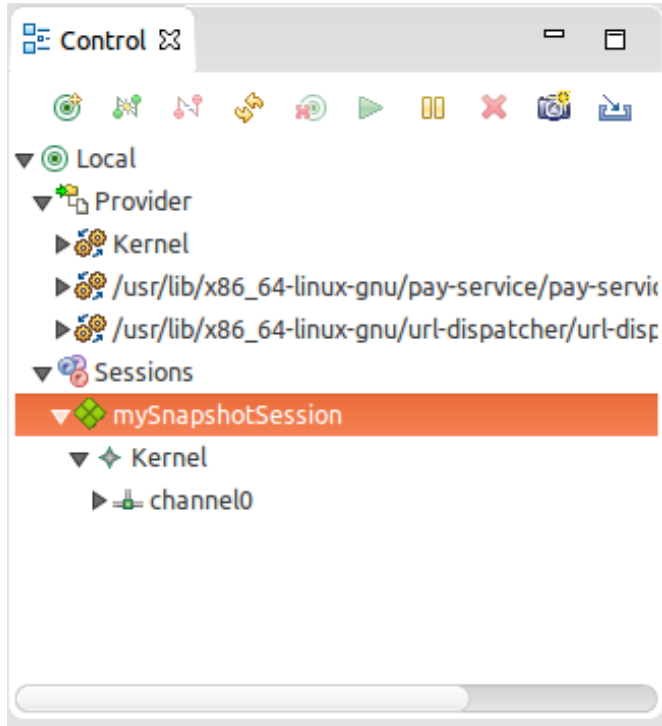 Control
Local
Provider
Kernel
/usr/lib/x86_64-linux-gnu/pay-service/pay-servic
/usr/lib/x86_64-linux-gnu/url-dispatcher/url-disp
Sessions
mySnapshotSession
Kernel
channel0